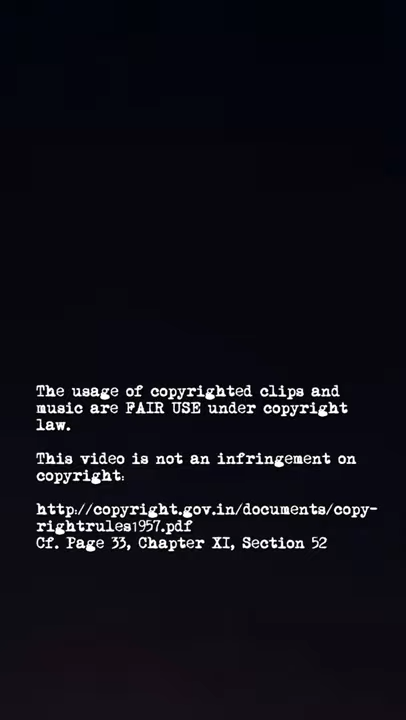 The usage of copyrighted clips and
music are FAIR USE under copyright
law.
This video is not an infringement on
copyright:
http://copyright.gov.in/documents/copy-
rightrules1957.pdf
Cf. Page 33, Chapter XI, Section 52